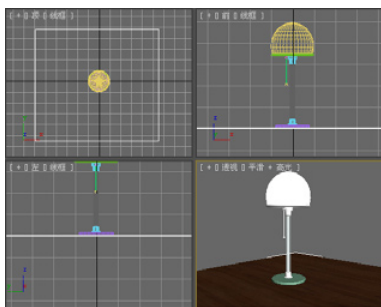 [ + [] 顶 [] 线框 ]
[ + [] 前 [] 线框 ]
[ + [] 左 [] 线框 ]
[ + [] 透视 [] 平滑 + 高光 ]